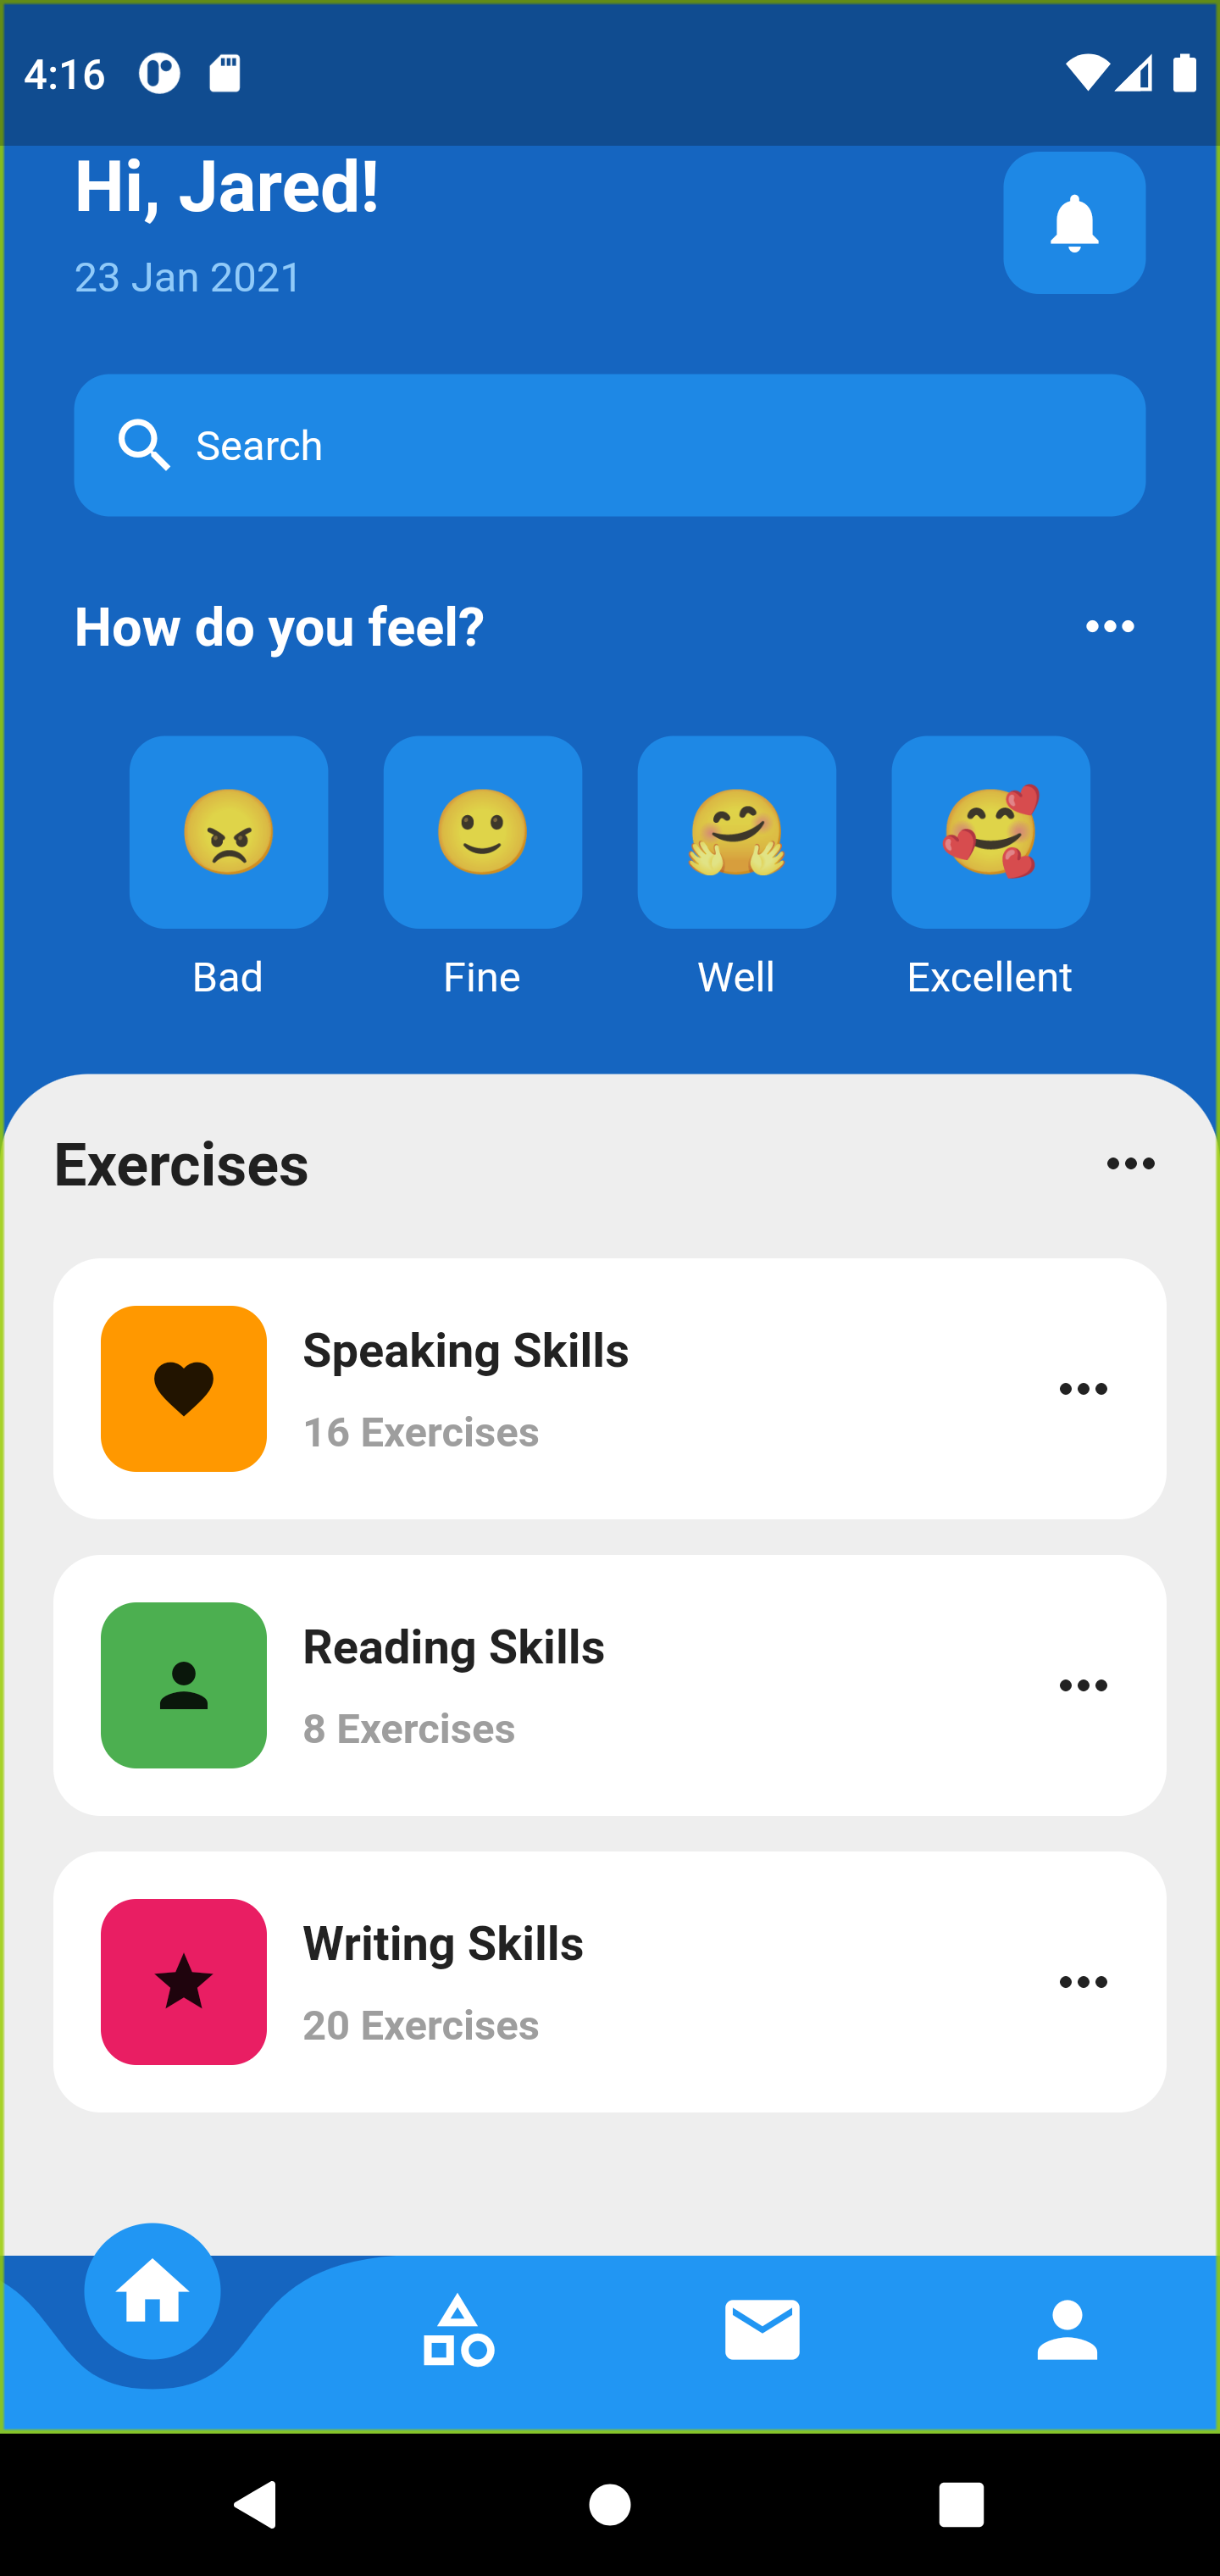 4:16
Hi, Jared!
23 Jan 2021
Search
How do you feel?
Bad Fine Well Excellent
Exercises
Speaking Skills
16 Exercises
Reading Skills
8 Exercises
Writing Skills
20 Exercises